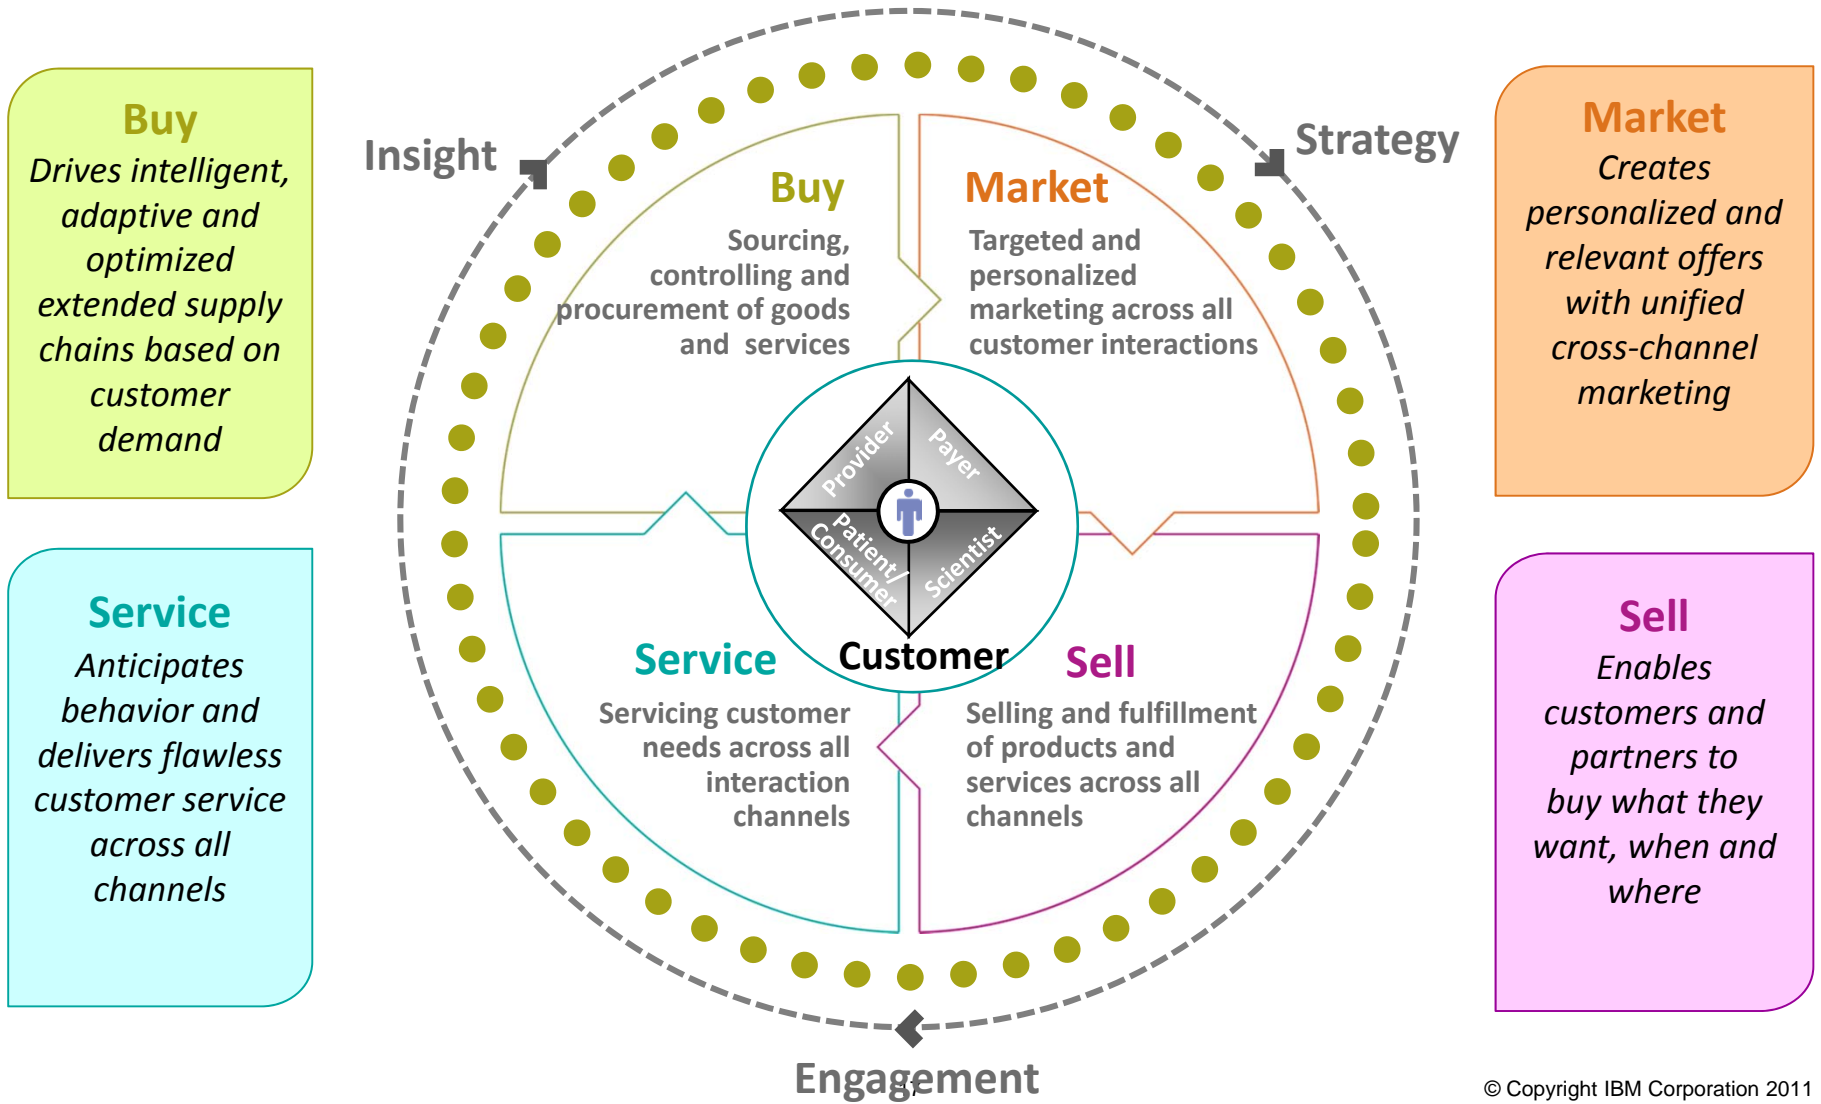 Buy
Drives intelligent,
adaptive and
optimized
extended supply
chains based on
customer
demand
Service
Anticipates
behavior and
delivers flawless
customer service
across all
channels
Insight
Strategy
Buy
Sourcing,
controlling and
procurement of goods
and services
Market
Targeted and
personalized
marketing across all
customer interactions
Provider
Payer
Patient/
Consumer
Scientist
Customer
Service
Servicing customer
needs across all
interaction
channels
Sell
Selling and fulfillment
of products and
services across all
channels
Engagement
17
Market
Creates
personalized and
relevant offers
with unified
cross-channel
marketing
Sell
Enables
customers and
partners to
buy what they
want, when and
where
© Copyright IBM Corporation 2011